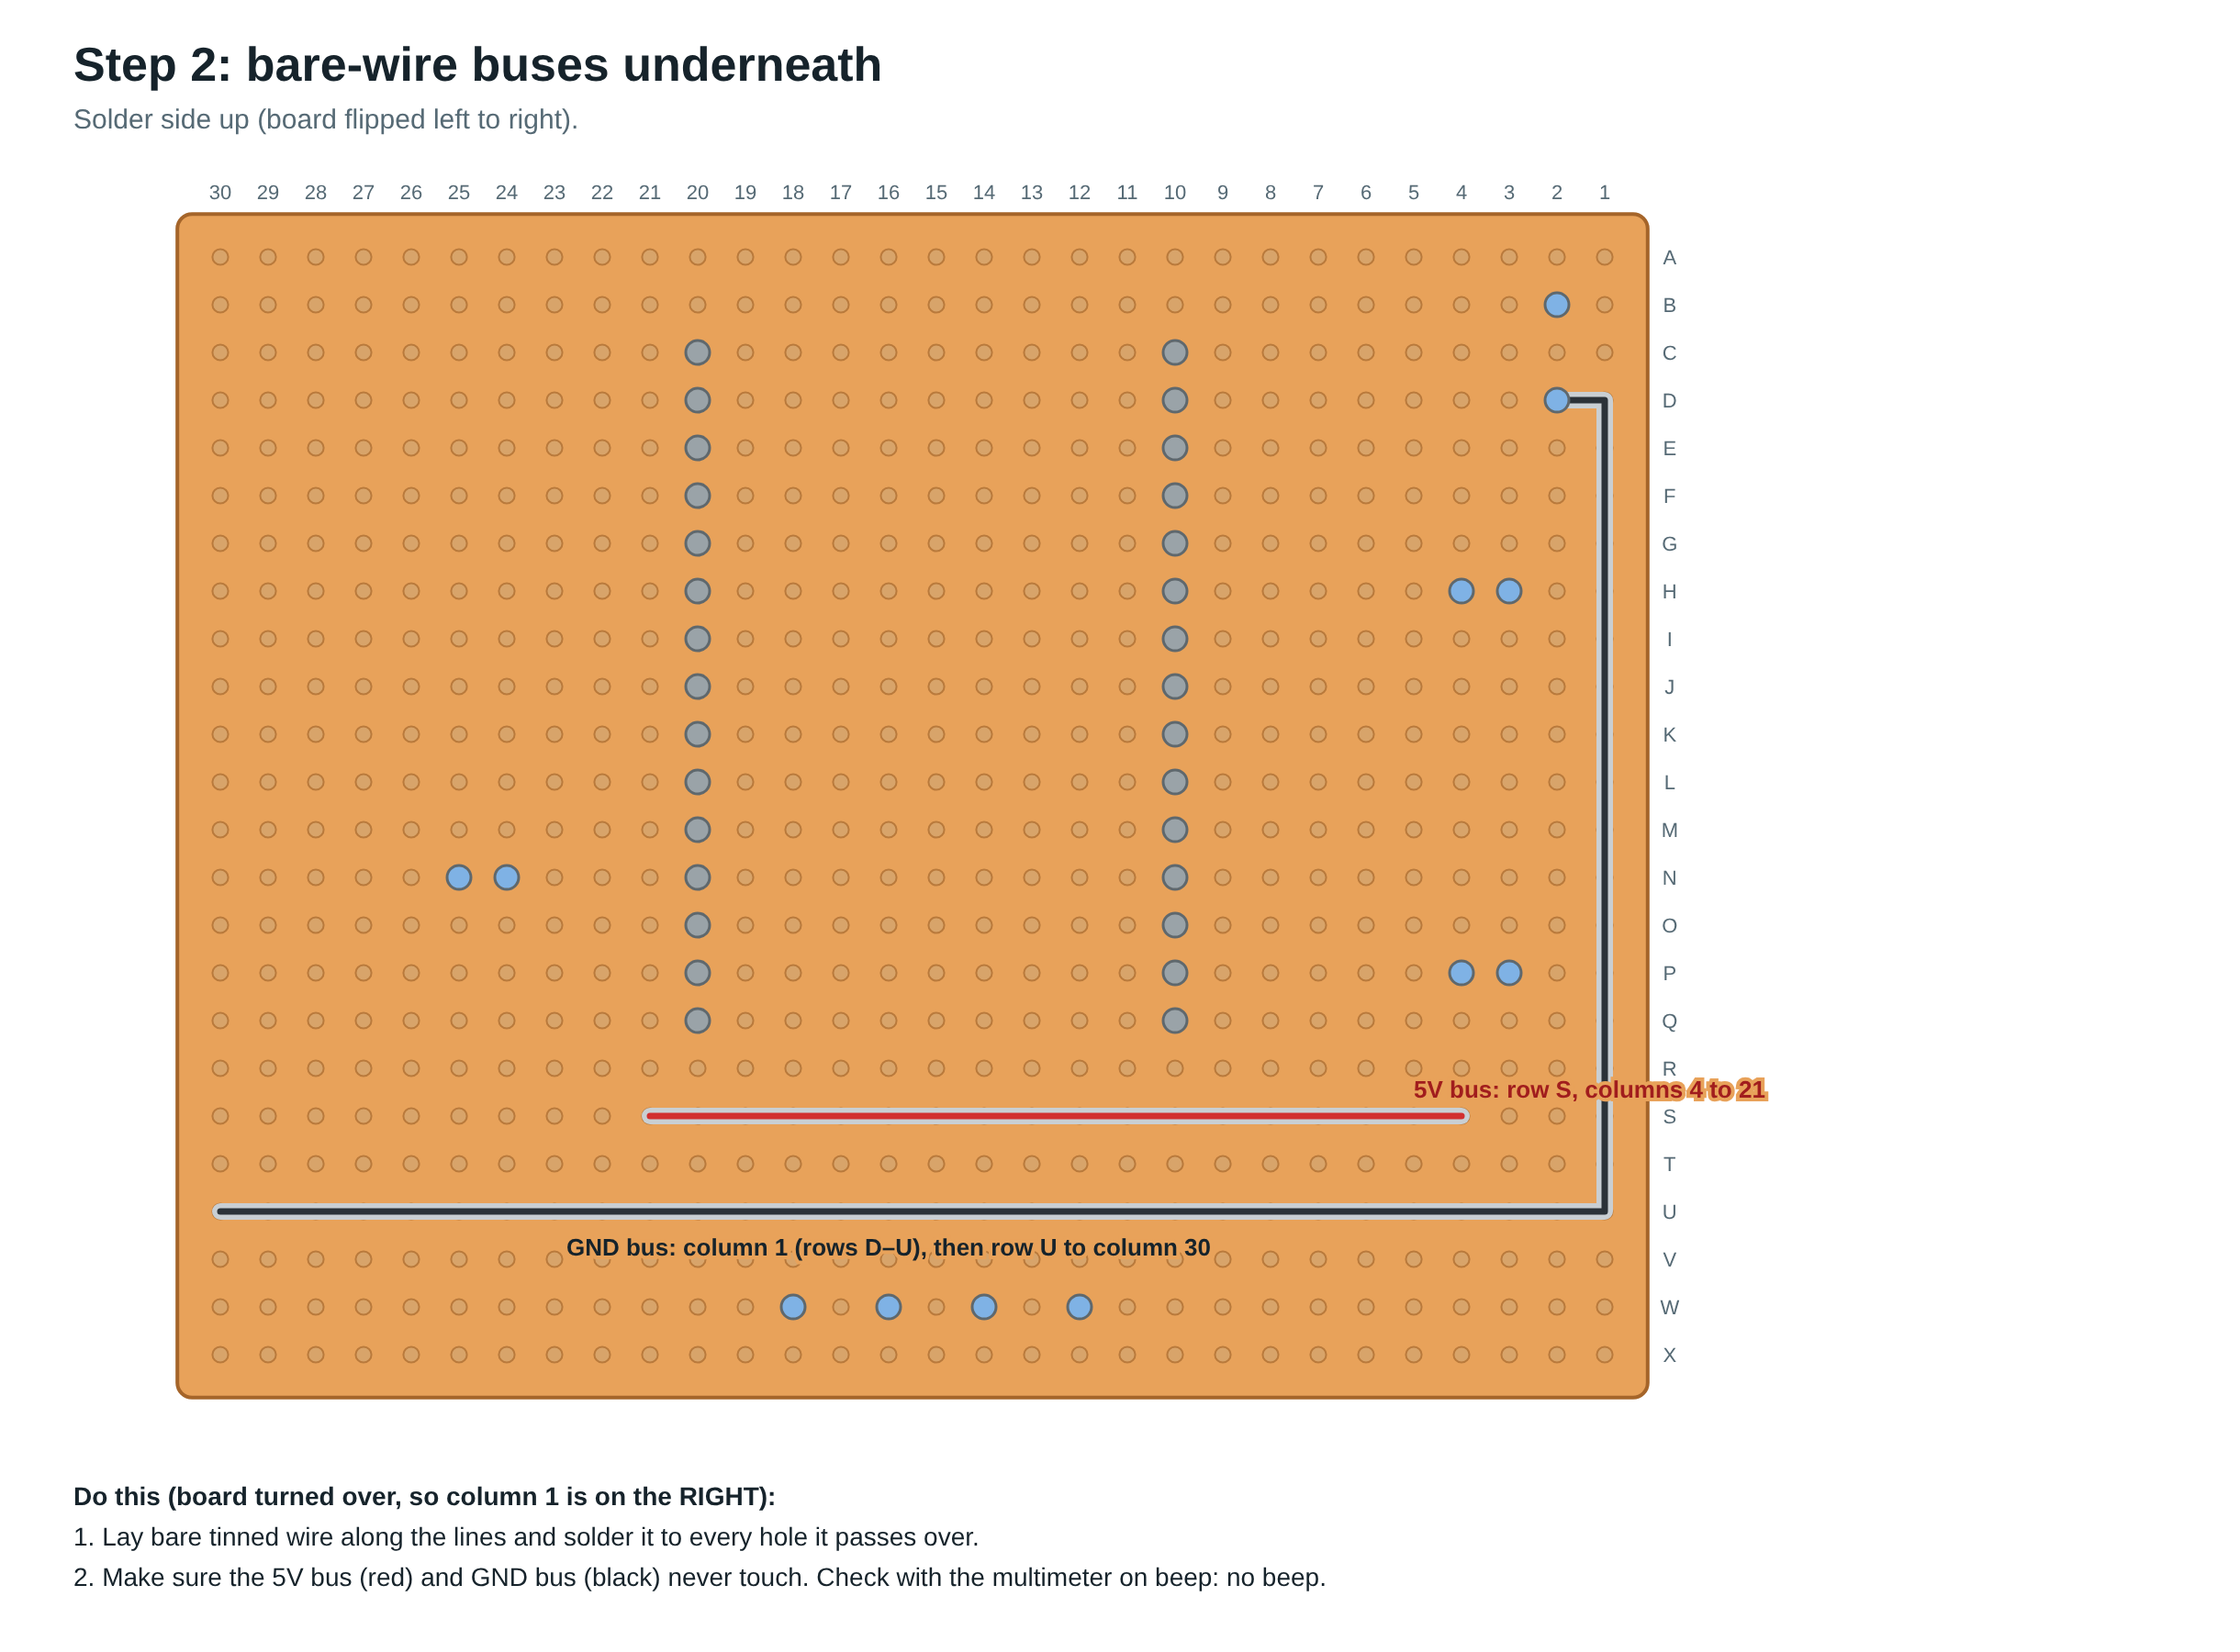 Step 2: bare-wire buses underneath
Solder side up (board flipped left to right).
30 29 28 27 26 25 24 23 22 21 20 19 18 17 16 15 14 13 12 11 10 9 8 7 6 5 4 3 2 1
A
B
C
D
E
F
G
H
I
J
K
L
M
N
O
P
Q
R
5V bus: row S, columns 4 to 21
S
T
U
GND bus: column 1 (rows D–U), then row U to column 30
V
W
X
Do this (board turned over, so column 1 is on the RIGHT):
1. Lay bare tinned wire along the lines and solder it to every hole it passes over.
2. Make sure the 5V bus (red) and GND bus (black) never touch. Check with the multimeter on beep: no beep.